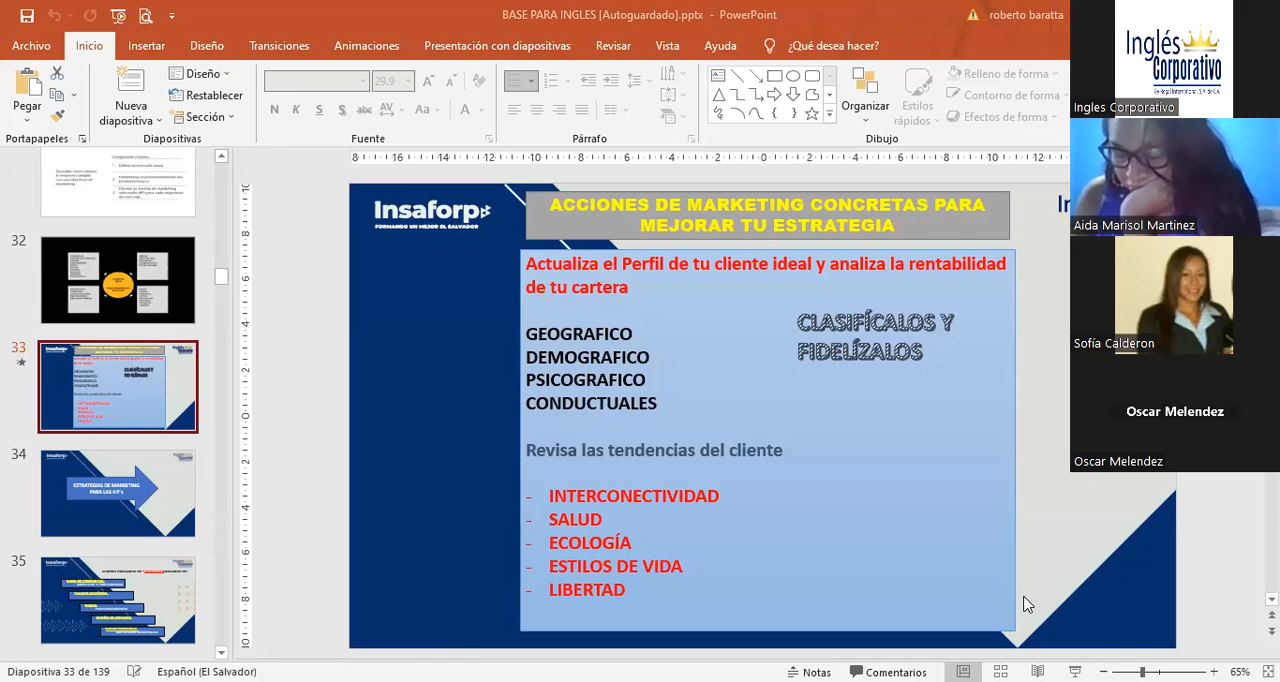 BASE PARA INGLES [Autoguardado].pptx - PowerPoint
roberto baratta
Archivo Inicio Insertar Diseño Transiciones Animaciones Presentación con diapositivas Revisar Vista Ayuda ¿Qué desea hacer?
Pegar
Portapapeles
Nueva
diapositiva
Diseño
Restablecer
Sección
Diapositivas
29,9
N K S S abc AV Aa A
Fuente
Párrafo
Organizar
Estilos
rápidos
Relleno de forma
Contorno de forma
Efectos de forma
Dibujo
Inglés
Corporativo
Ingles Corporativo
Aida Marisol Martinez
Sofía Calderon
Oscar Melendez
Oscar Melendez
32
33
34
ESTRATEGIAS DE MARKETING
PARA LAS 4 P's
35
Insaforp
FORMANDO UN MEJOR EL SALVADOR
ACCIONES DE MARKETING CONCRETAS PARA
MEJORAR TU ESTRATEGIA
Actualiza el Perfil de tu cliente ideal y analiza la rentabilidad
de tu cartera
GEOGRAFICO
DEMOGRAFICO
PSICOGRAFICO
CONDUCTUALES
CLASIFÍCALOS Y
FIDELÍZALOS
Revisa las tendencias del cliente
- INTERCONECTIVIDAD
- SALUD
- ECOLOGÍA
- ESTILOS DE VIDA
- LIBERTAD
Diapositiva 33 de 139 Español (El Salvador) Notas Comentarios 65%